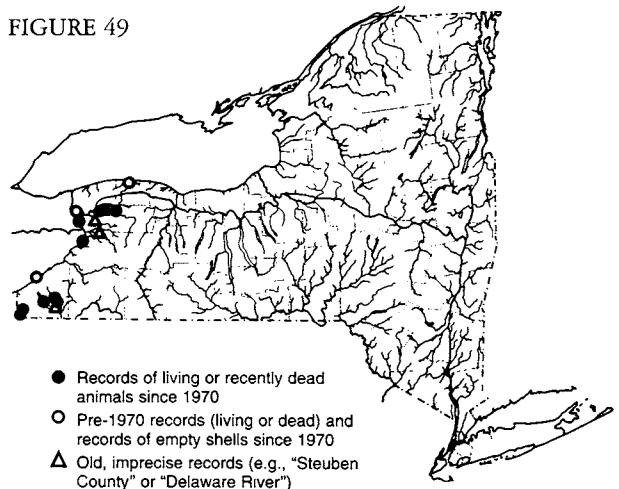 FIGURE 49
Records of living or recently dead
animals since 1970
Pre-1970 records (living or dead) and
records of empty shells since 1970
Old, imprecise records (e.g., "Steuben
County" or "Delaware River")